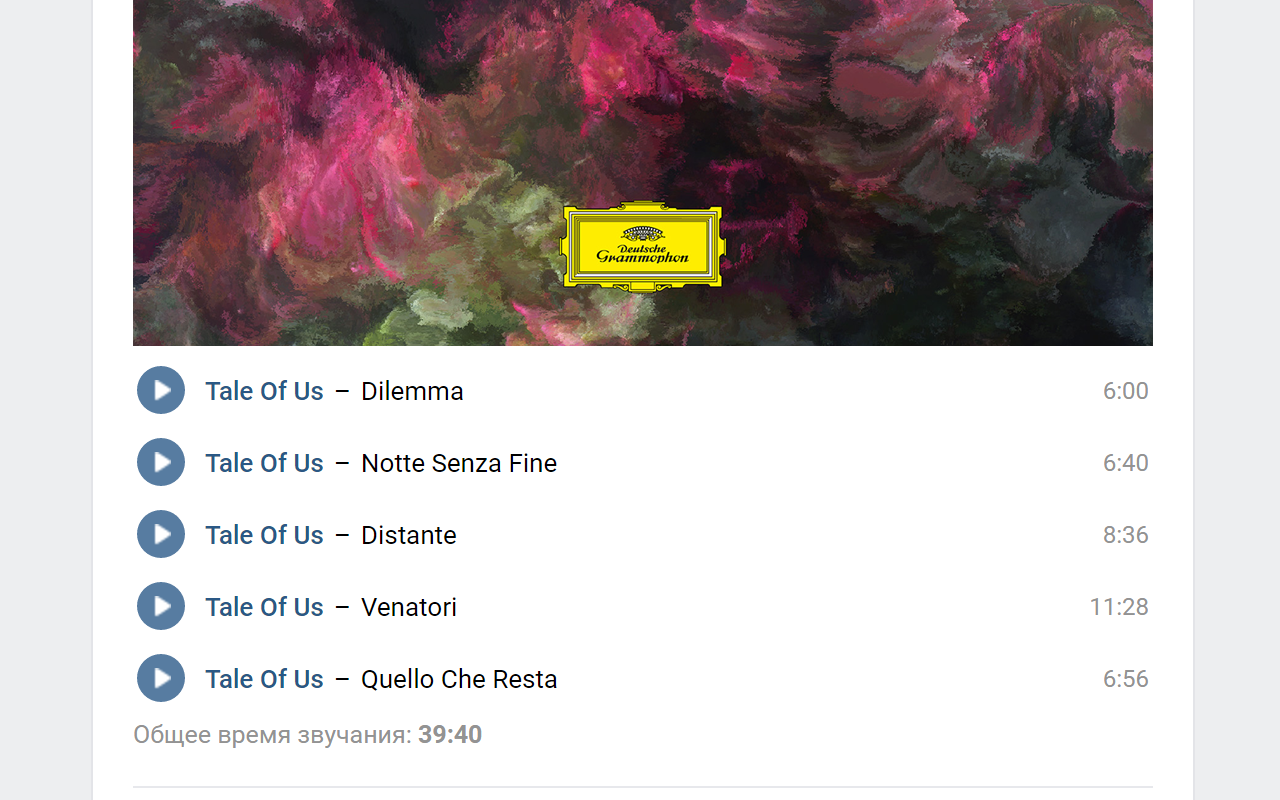 Deutsche
Grammophon
Tale Of Us – Dilemma 6:00
Tale Of Us – Notte Senza Fine 6:40
Tale Of Us – Distante 8:36
Tale Of Us – Venatori 11:28
Tale Of Us – Quello Che Resta 6:56
Общее время звучания: 39:40